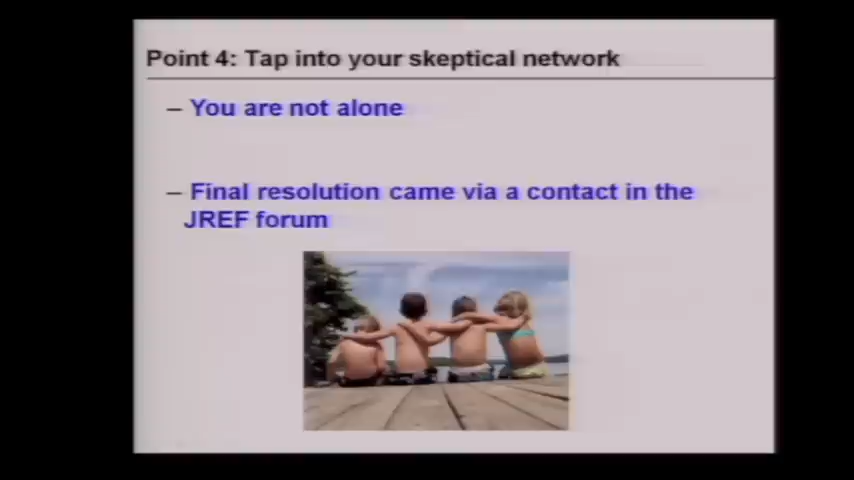 Point 4: Tap into your skeptical network
– You are not alone
– Final resolution came via a contact in the
JREF forum